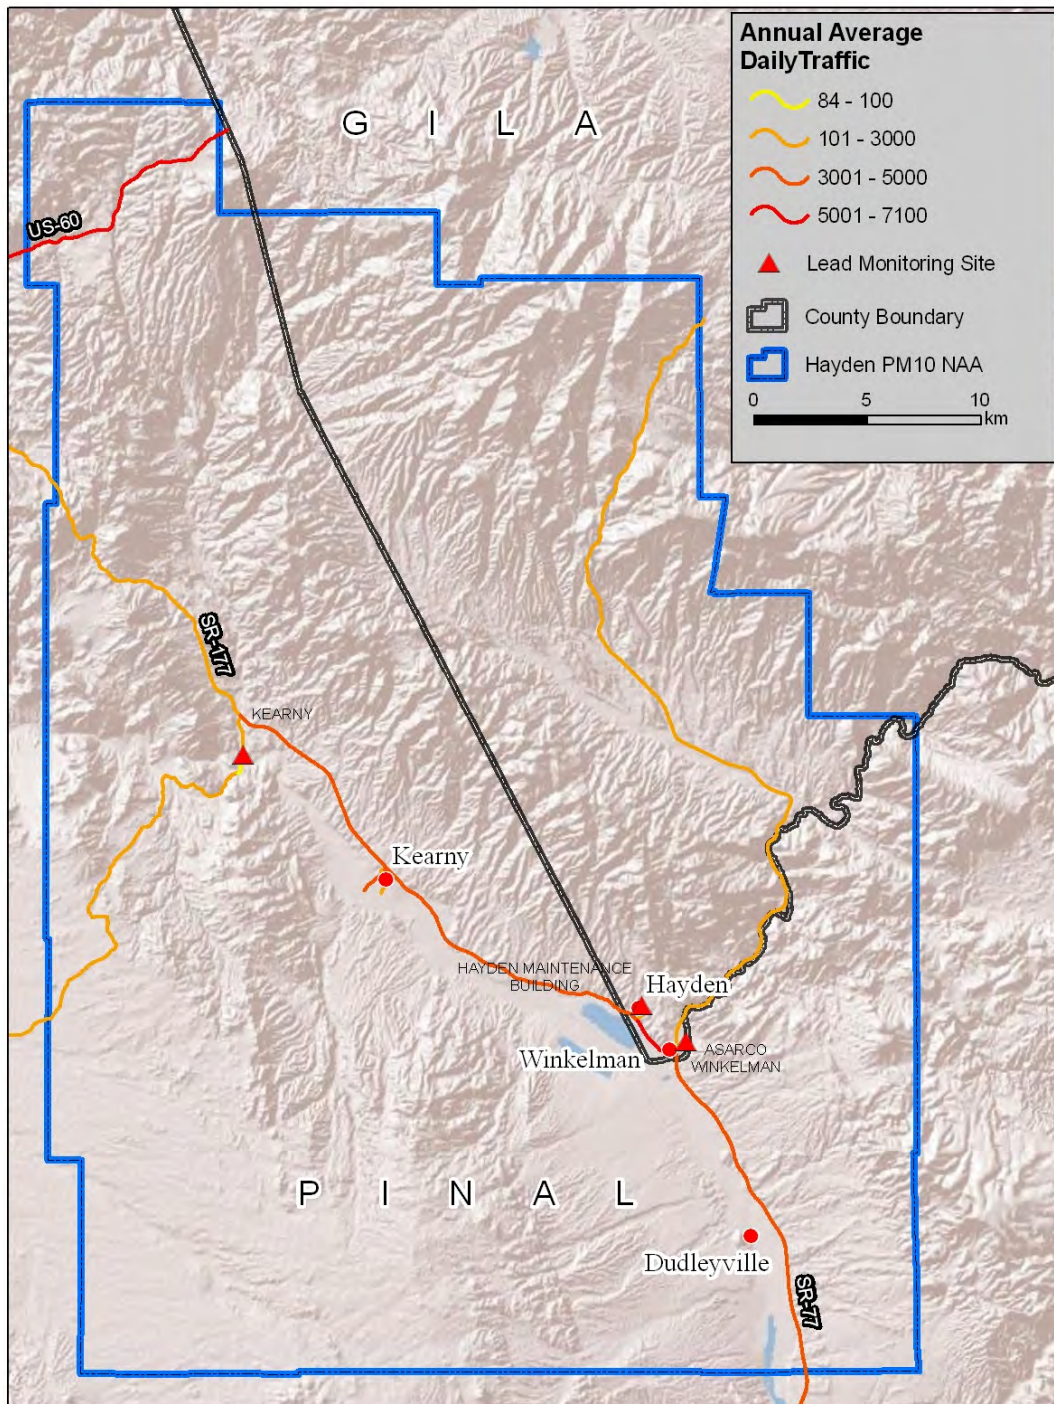 Annual Average
DailyTraffic
84 - 100
101 - 3000
3001 - 5000
5001 - 7100
Lead Monitoring Site
County Boundary
Hayden PM10 NAA
0 5 10
km
G I L A
US-60
SR-177
KEARNY
Kearny
HAYDEN MAINTENANCE
BUILDING
Hayden
Winkelman
ASARCO
WINKELMAN
P I N A L
Dudleyville
SR-77